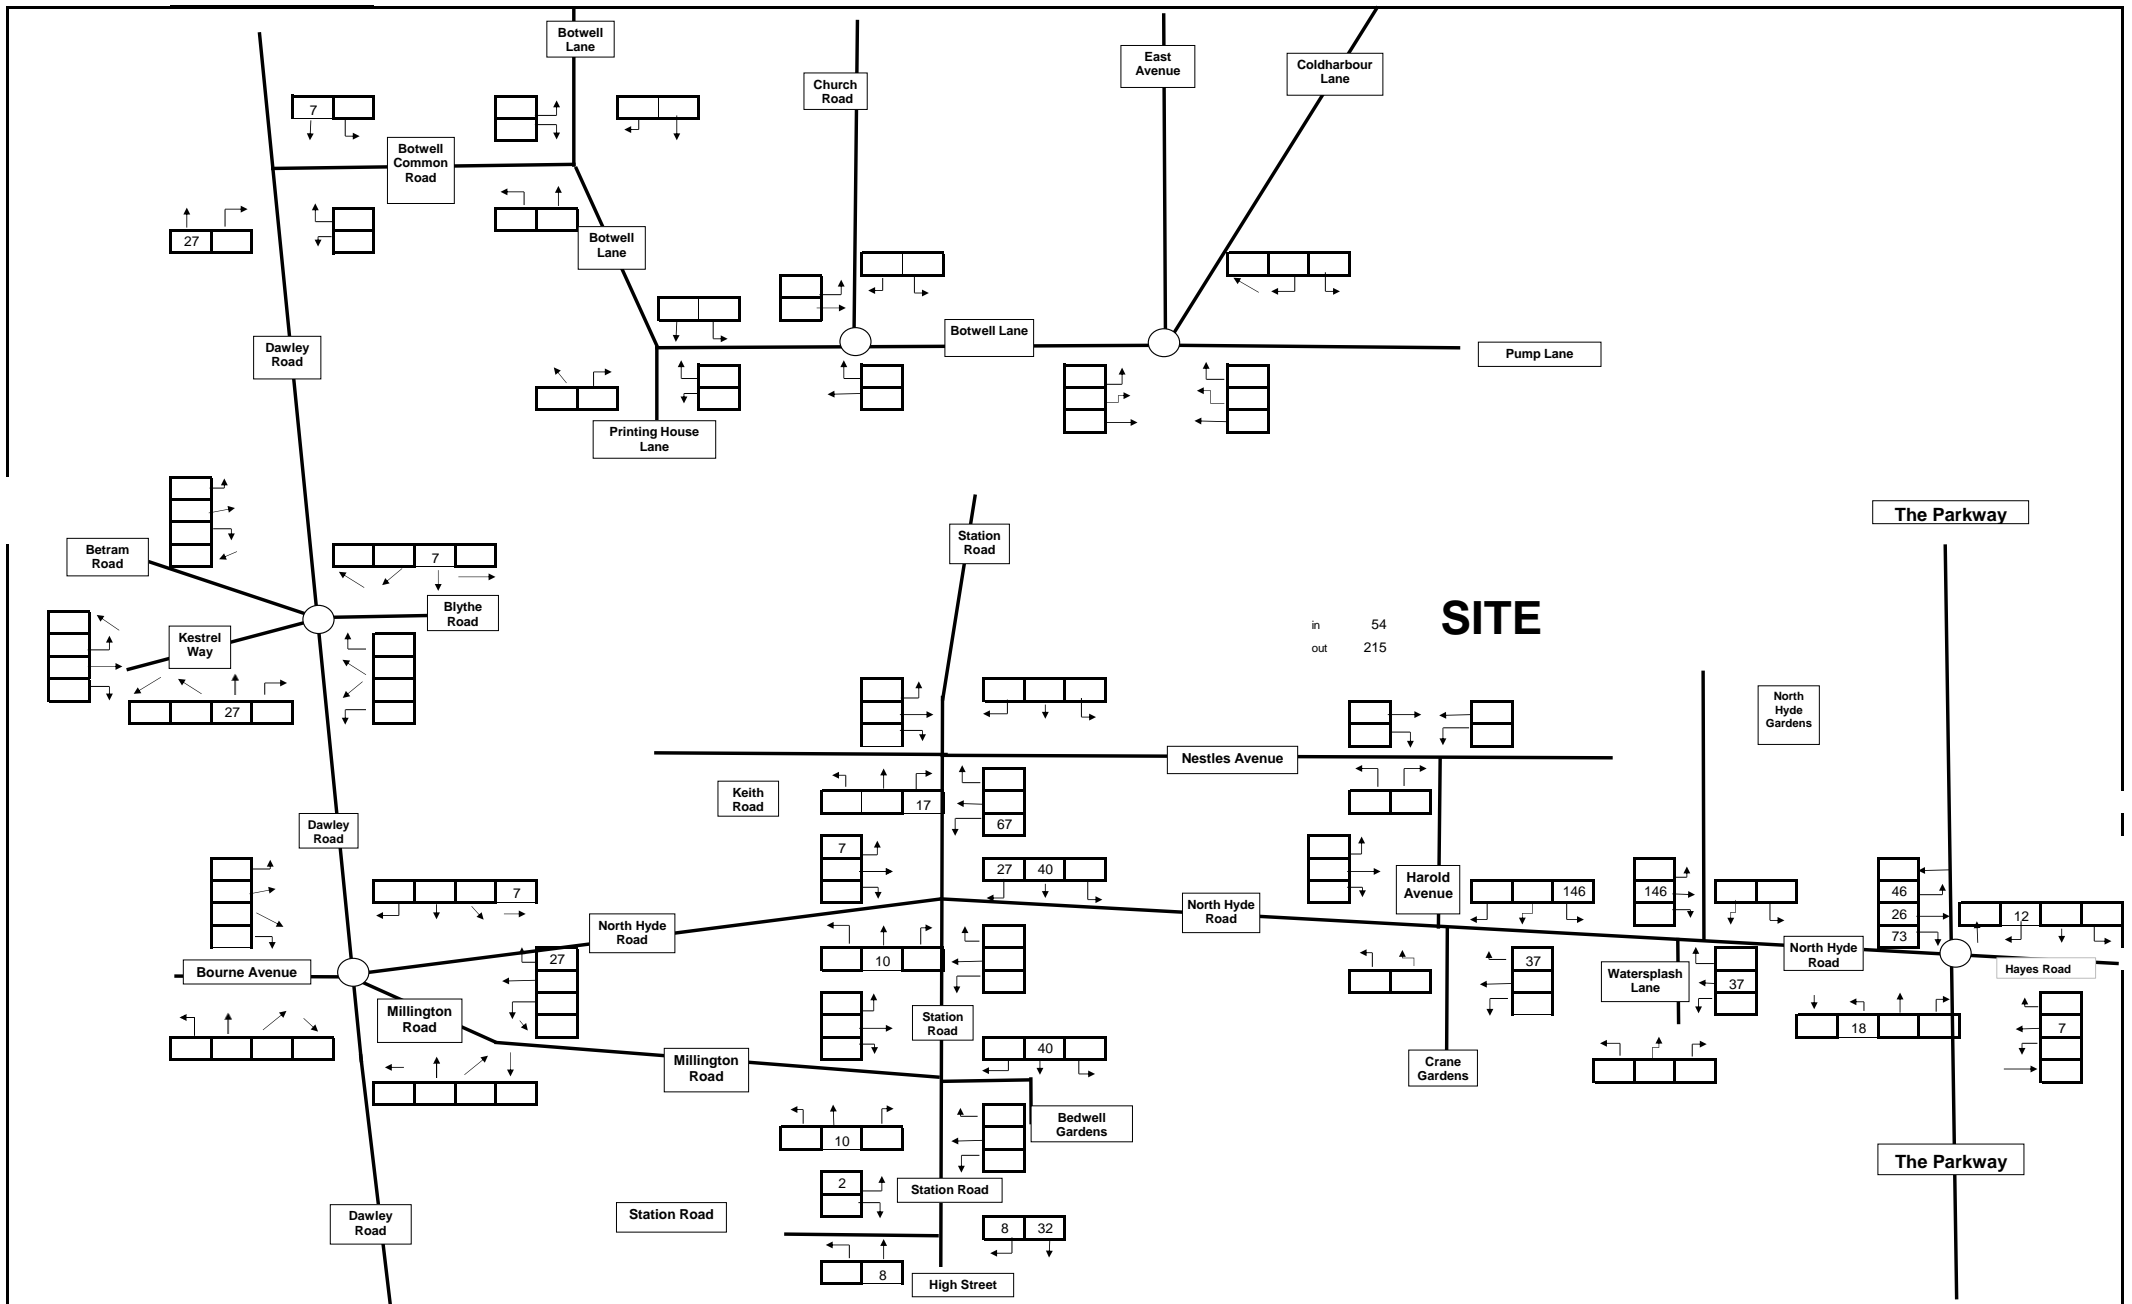 Botwell
Lane
East
Avenue
Coldharbour
Lane
Church
Road
7
Botwell
Common
Road
27
Botwell
Lane
Botwell Lane
Dawley
Road
Pump Lane
Printing House
Lane
The Parkway
Station
Road
Betram
Road
7
Blythe
Road
Kestrel
Way
in 54
out 215
SITE
27
North
Hyde
Gardens
Nestles Avenue
Keith
Road
17
67
Dawley
Road
7
27 40
Harold
Avenue
146
146
46
26
73
12
7
North Hyde
Road
North Hyde
Road
North Hyde
Road
Hayes Road
27
10
37
37
Bourne Avenue
Watersplash
Lane
Millington
Road
Station
Road
18
7
40
Millington
Road
Crane
Gardens
Bedwell
Gardens
10
The Parkway
2
Station Road
Dawley
Road
Station Road
8 32
8
High Street